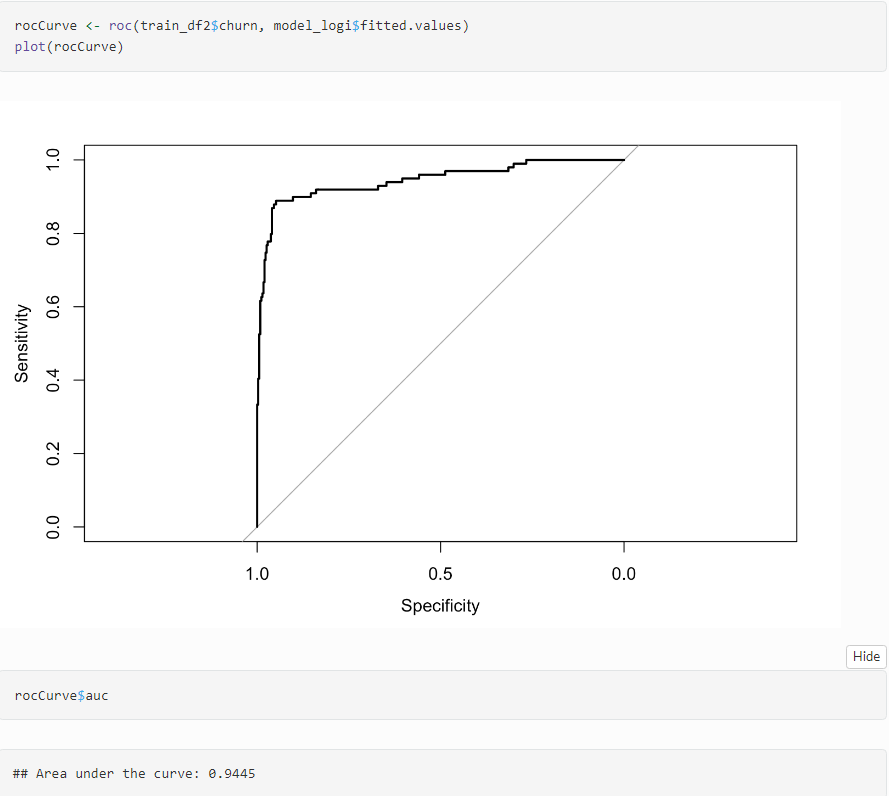 rocCurve <- roc(train_df2$churn, model_logi$fitted.values)
plot(rocCurve)
1.0
0.8
0.6
0.4
0.2
0.0
Sensitivity
1.0 0.5 0.0
Specificity
Hide
rocCurve$auc
## Area under the curve: 0.9445